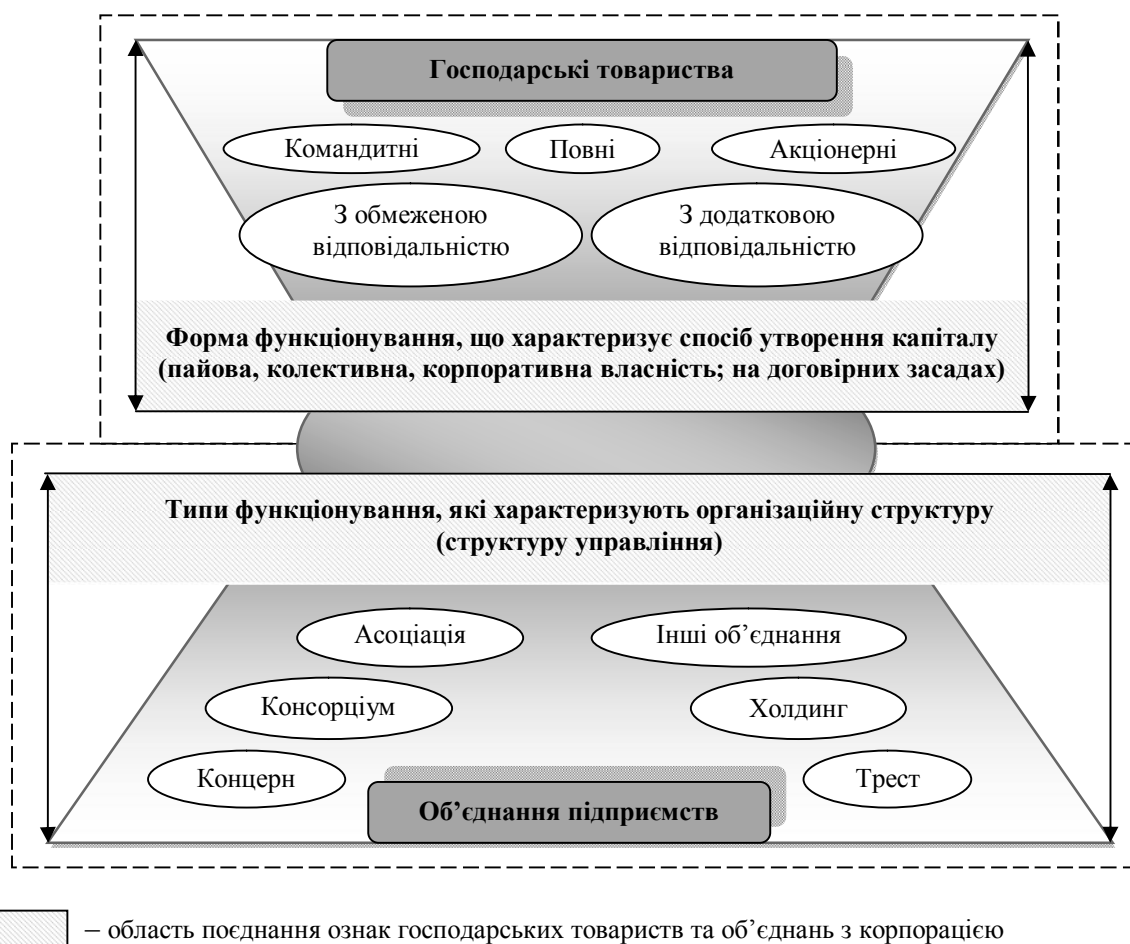 Господарські товариства
Командитні
Повні
Акціонерні
З обмеженою
відповідальністю
З додатковою
відповідальністю
Форма функціонування, що характеризує спосіб утворення капіталу
(пайова, колективна, корпоративна власність; на договірних засадах)
Типи функціонування, які характеризують організаційну структуру
(структуру управління)
Асоціація
Інші об’єднання
Консорціум
Холдинг
Концерн
Трест
Об’єднання підприємств
– область поєднання ознак господарських товариств та об’єднань з корпорацією